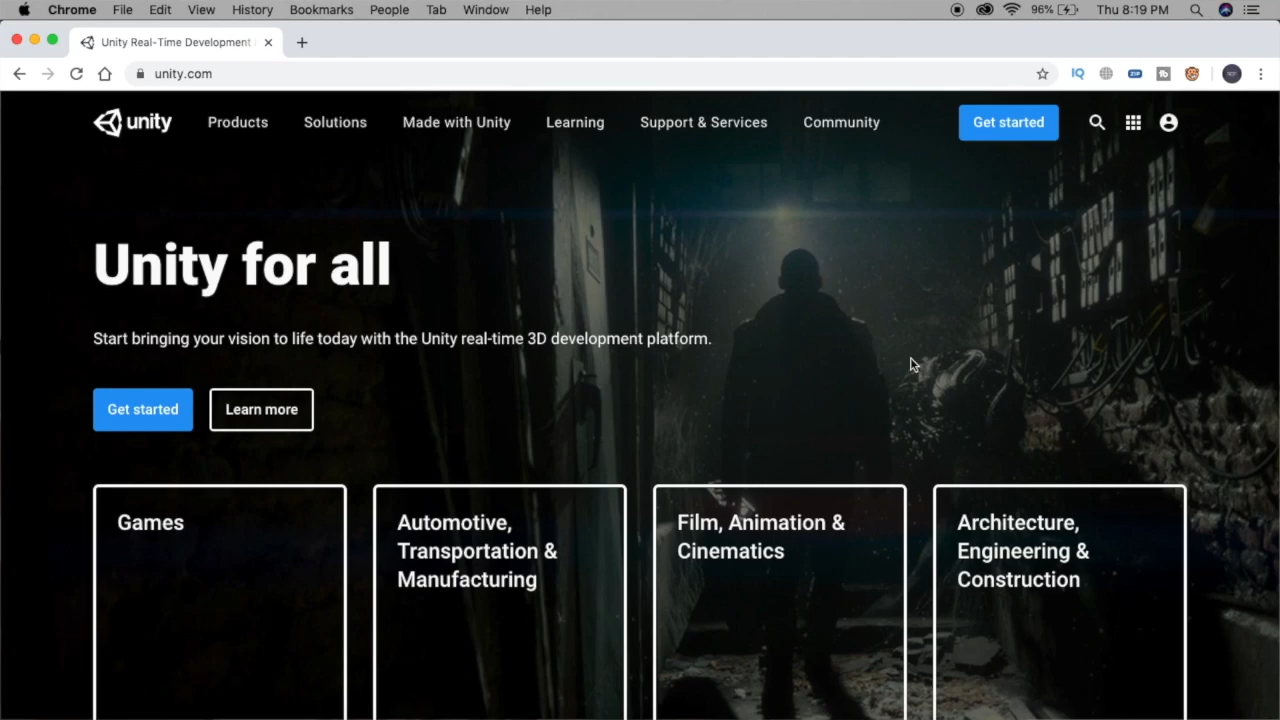 Chrome File Edit View History Bookmarks People Tab Window Help 96% Thu 8:19 PM
Unity Real-Time Development
unity.com IQ ZIP tb
unity Products Solutions Made with Unity Learning Support & Services Community Get started
Unity for all
Start bringing your vision to life today with the Unity real-time 3D development platform.
Get started Learn more
Games
Automotive,
Transportation &
Manufacturing
Film, Animation &
Cinematics
Architecture,
Engineering &
Construction